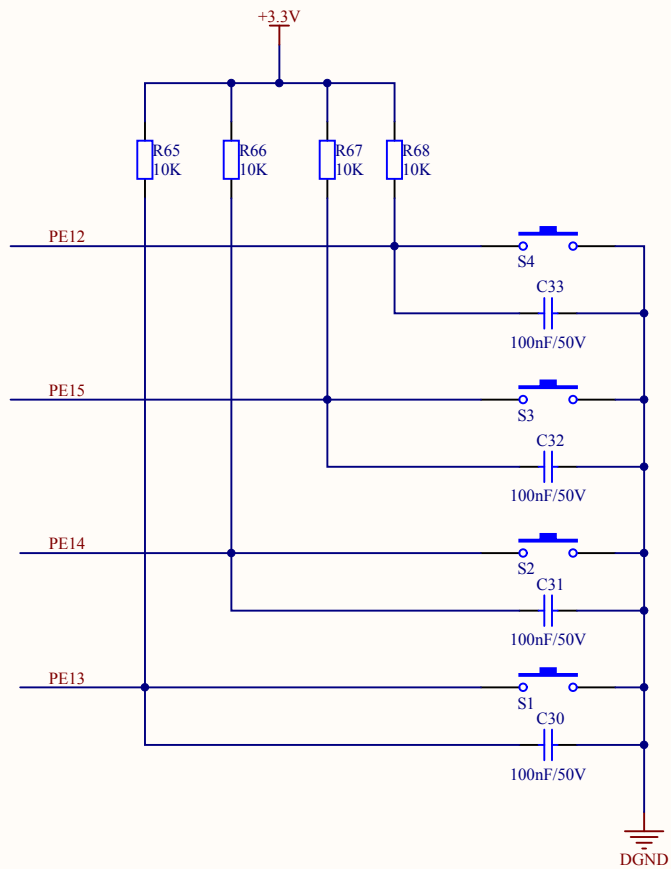 +3.3V
R65 R66 R67 R68
10K 10K 10K 10K
PE12
S4
C33
100nF/50V
PE15
S3
C32
100nF/50V
PE14
S2
C31
100nF/50V
PE13
S1
C30
100nF/50V
DGND